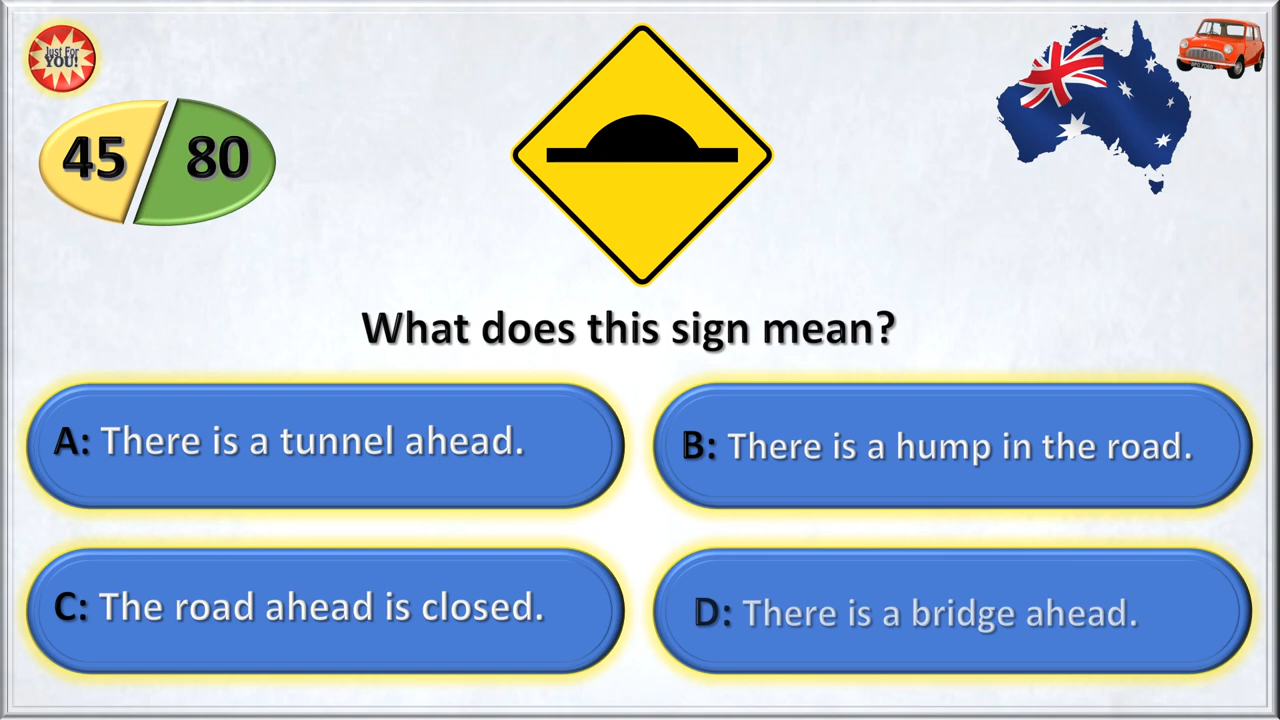 Just For
YOU!
45 80
What does this sign mean?
A: There is a tunnel ahead.
B: There is a hump in the road.
C: The road ahead is closed.
D: There is a bridge ahead.